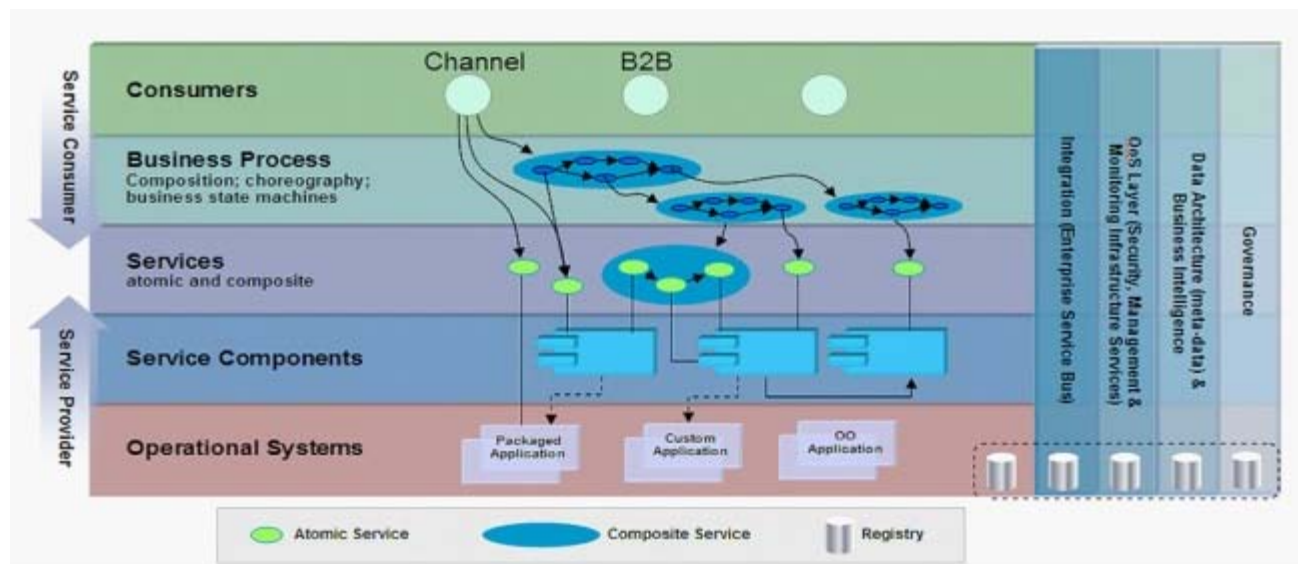 Channel
B2B
Consumers
Business Process
Composition; choreography;
business state machines
Services
atomic and composite
Service Components
Operational Systems
Packaged
Application
Custom
Application
OO
Application
Service Consumer
Service Provider
Integration (Enterprise Service Bus)
QoS Layer (Security, Management &
Monitoring Infrastructure Services)
Data Architecture (meta-data) &
Business Intelligence
Governance
Atomic Service
Composite Service
Registry